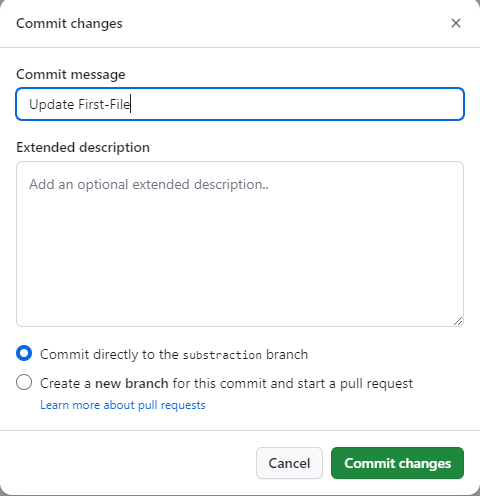 Commit changes
Commit message
Update First-File
Extended description
Add an optional extended description..
Commit directly to the substraction branch
Create a new branch for this commit and start a pull request
Learn more about pull requests
Cancel
Commit changes